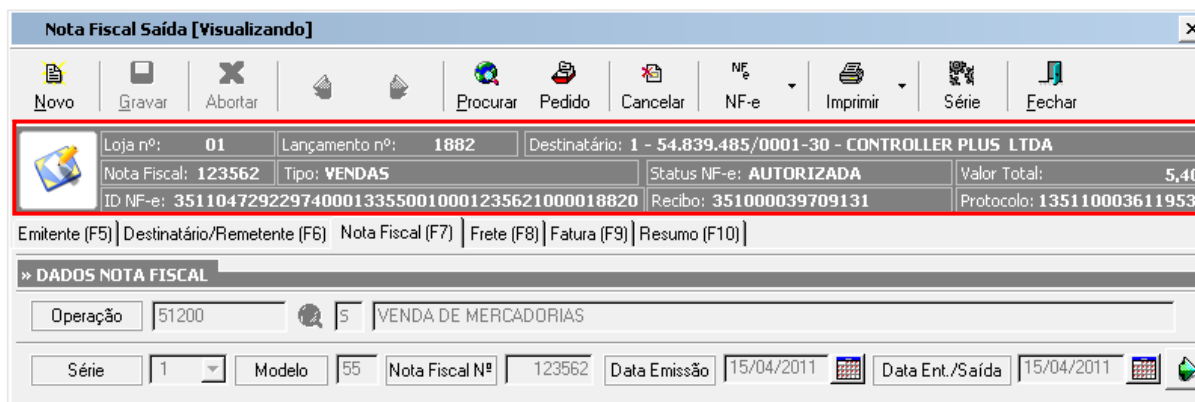 Nota Fiscal Saída [Visualizando]
Novo Gravar Abortar Procurar Pedido Cancelar NF-e Imprimir Série Fechar
Loja nº: 01 Lançamento nº: 1882 Destinatário: 1 - 54.839.485/0001-30 - CONTROLLER PLUS LTDA
Nota Fiscal: 123562 Tipo: VENDAS Status NF-e: AUTORIZADA Valor Total: 5,40
ID NF-e: 35110472922974000133550010001235621000018820 Recibo: 351000039709131 Protocolo: 135110003611953
Emitente (F5) Destinatário/Remetente (F6) Nota Fiscal (F7) Frete (F8) Fatura (F9) Resumo (F10)
» DADOS NOTA FISCAL
Operação 51200 S VENDA DE MERCADORIAS
Série 1 Modelo 55 Nota Fiscal Nº 123562 Data Emissão 15/04/2011 Data Ent./Saída 15/04/2011